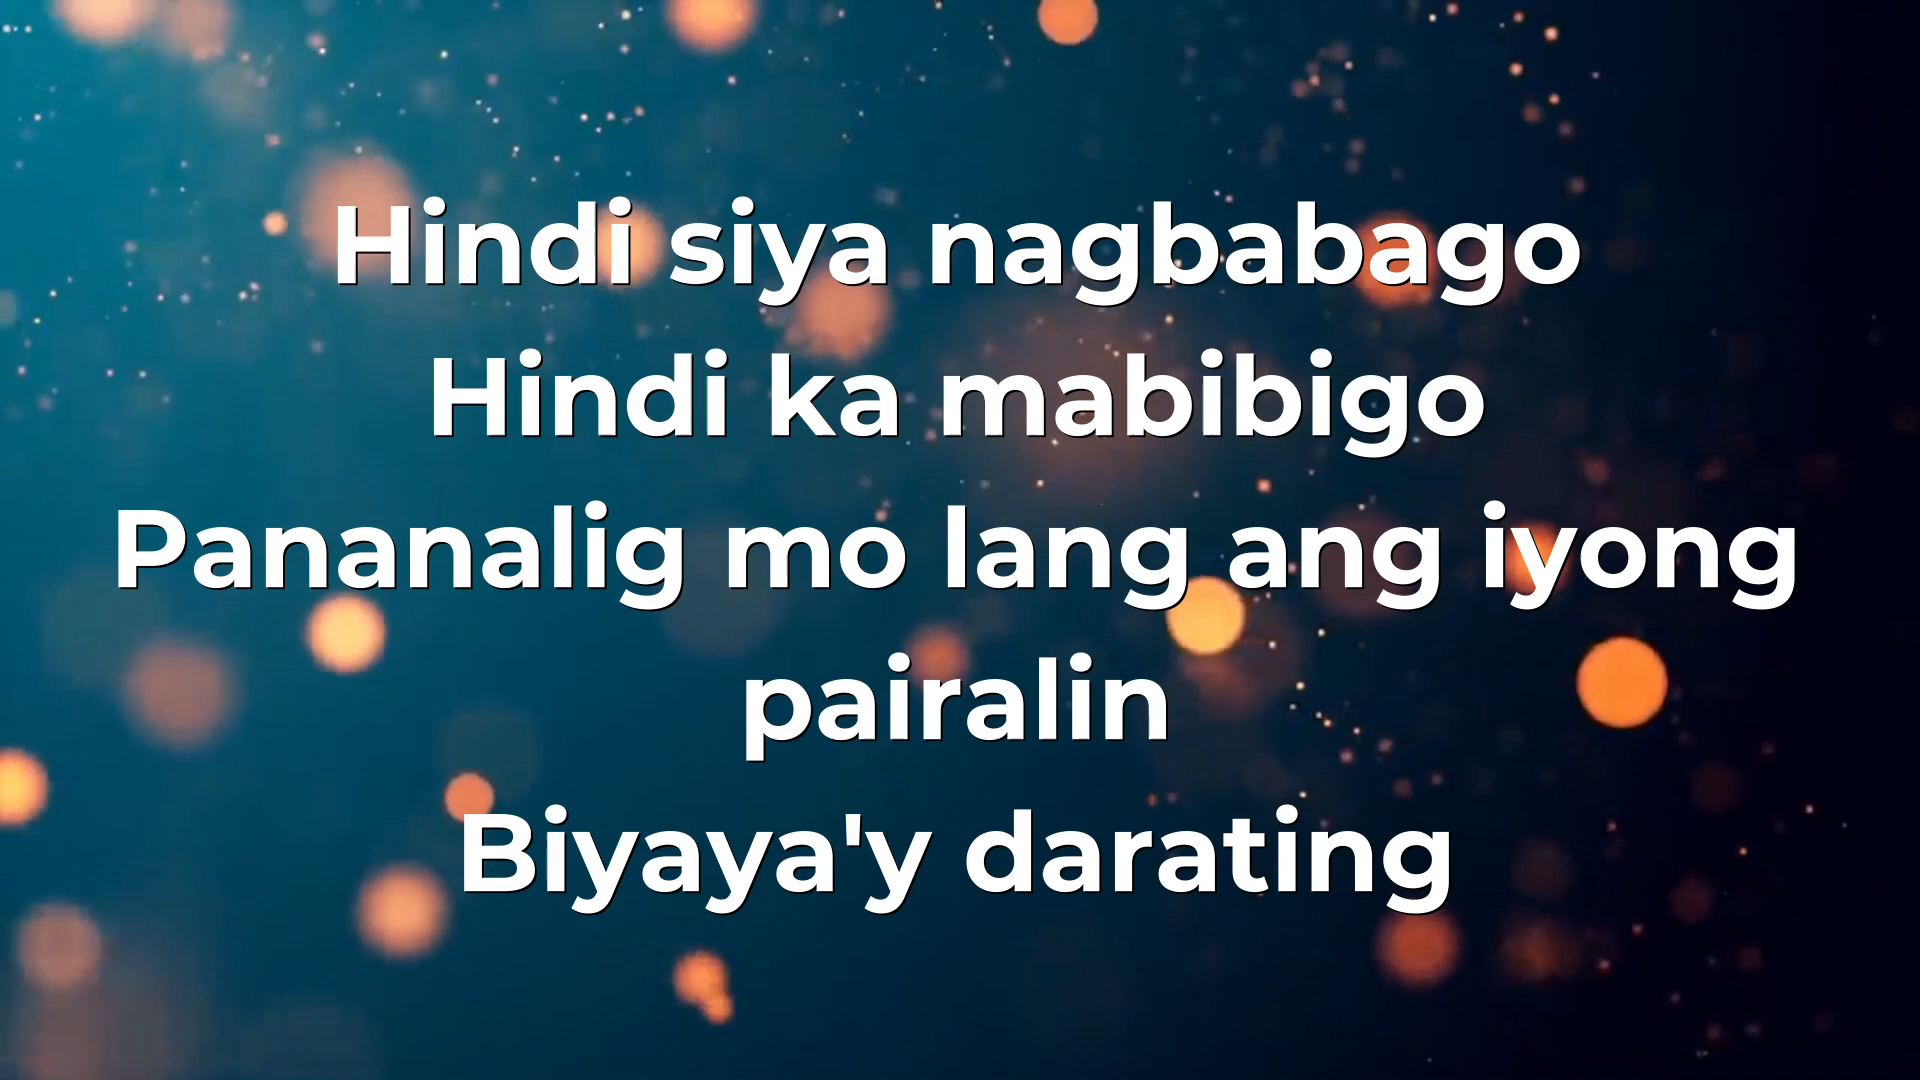 Hindi siya nagbabago
Hindi ka mabibigo
Pananalig mo lang ang iyong
pairalin
Biyaya'y darating